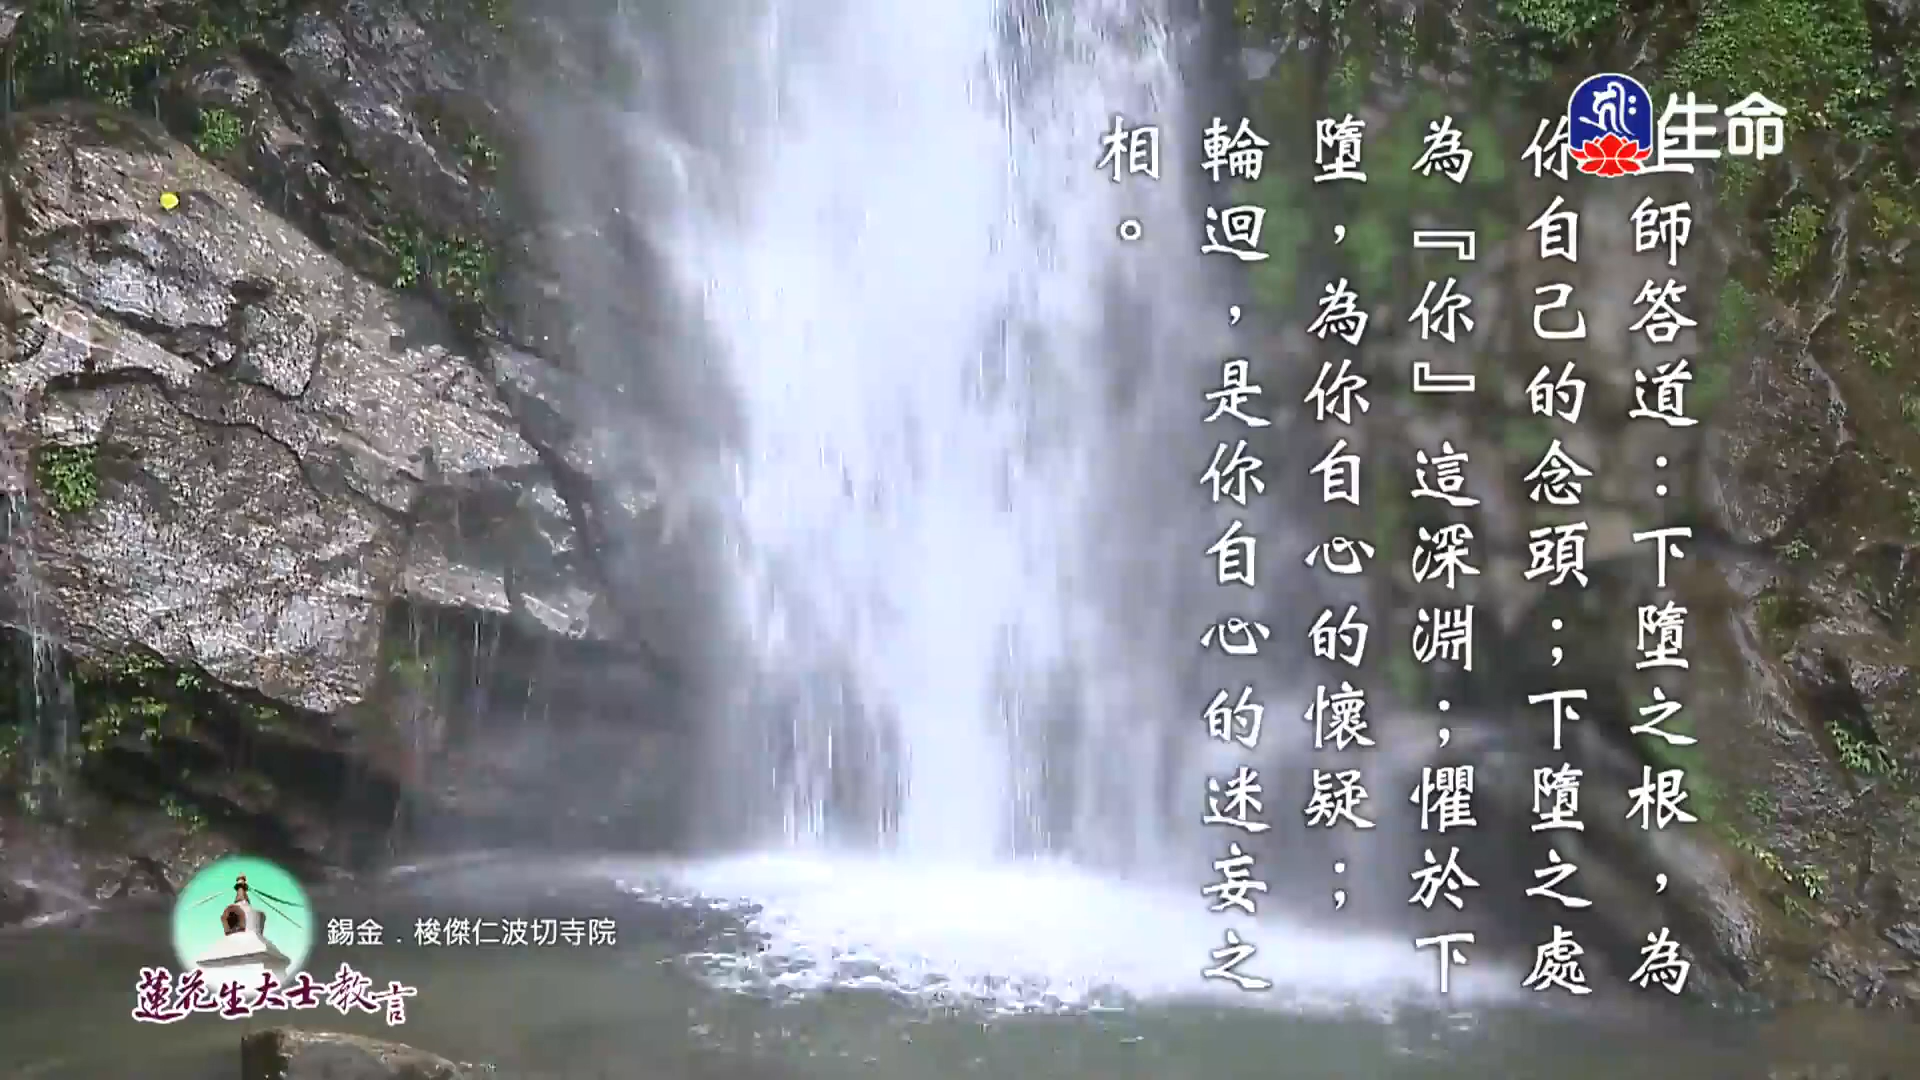 生命
師答道：下墮之根，為
你自己的念頭；下墮之處
為『你』這深淵；懼於下
墮，為你自心的懷疑；
輪迴，是你自心的迷妄之
相。
錫金．梭傑仁波切寺院
蓮花生大士教言